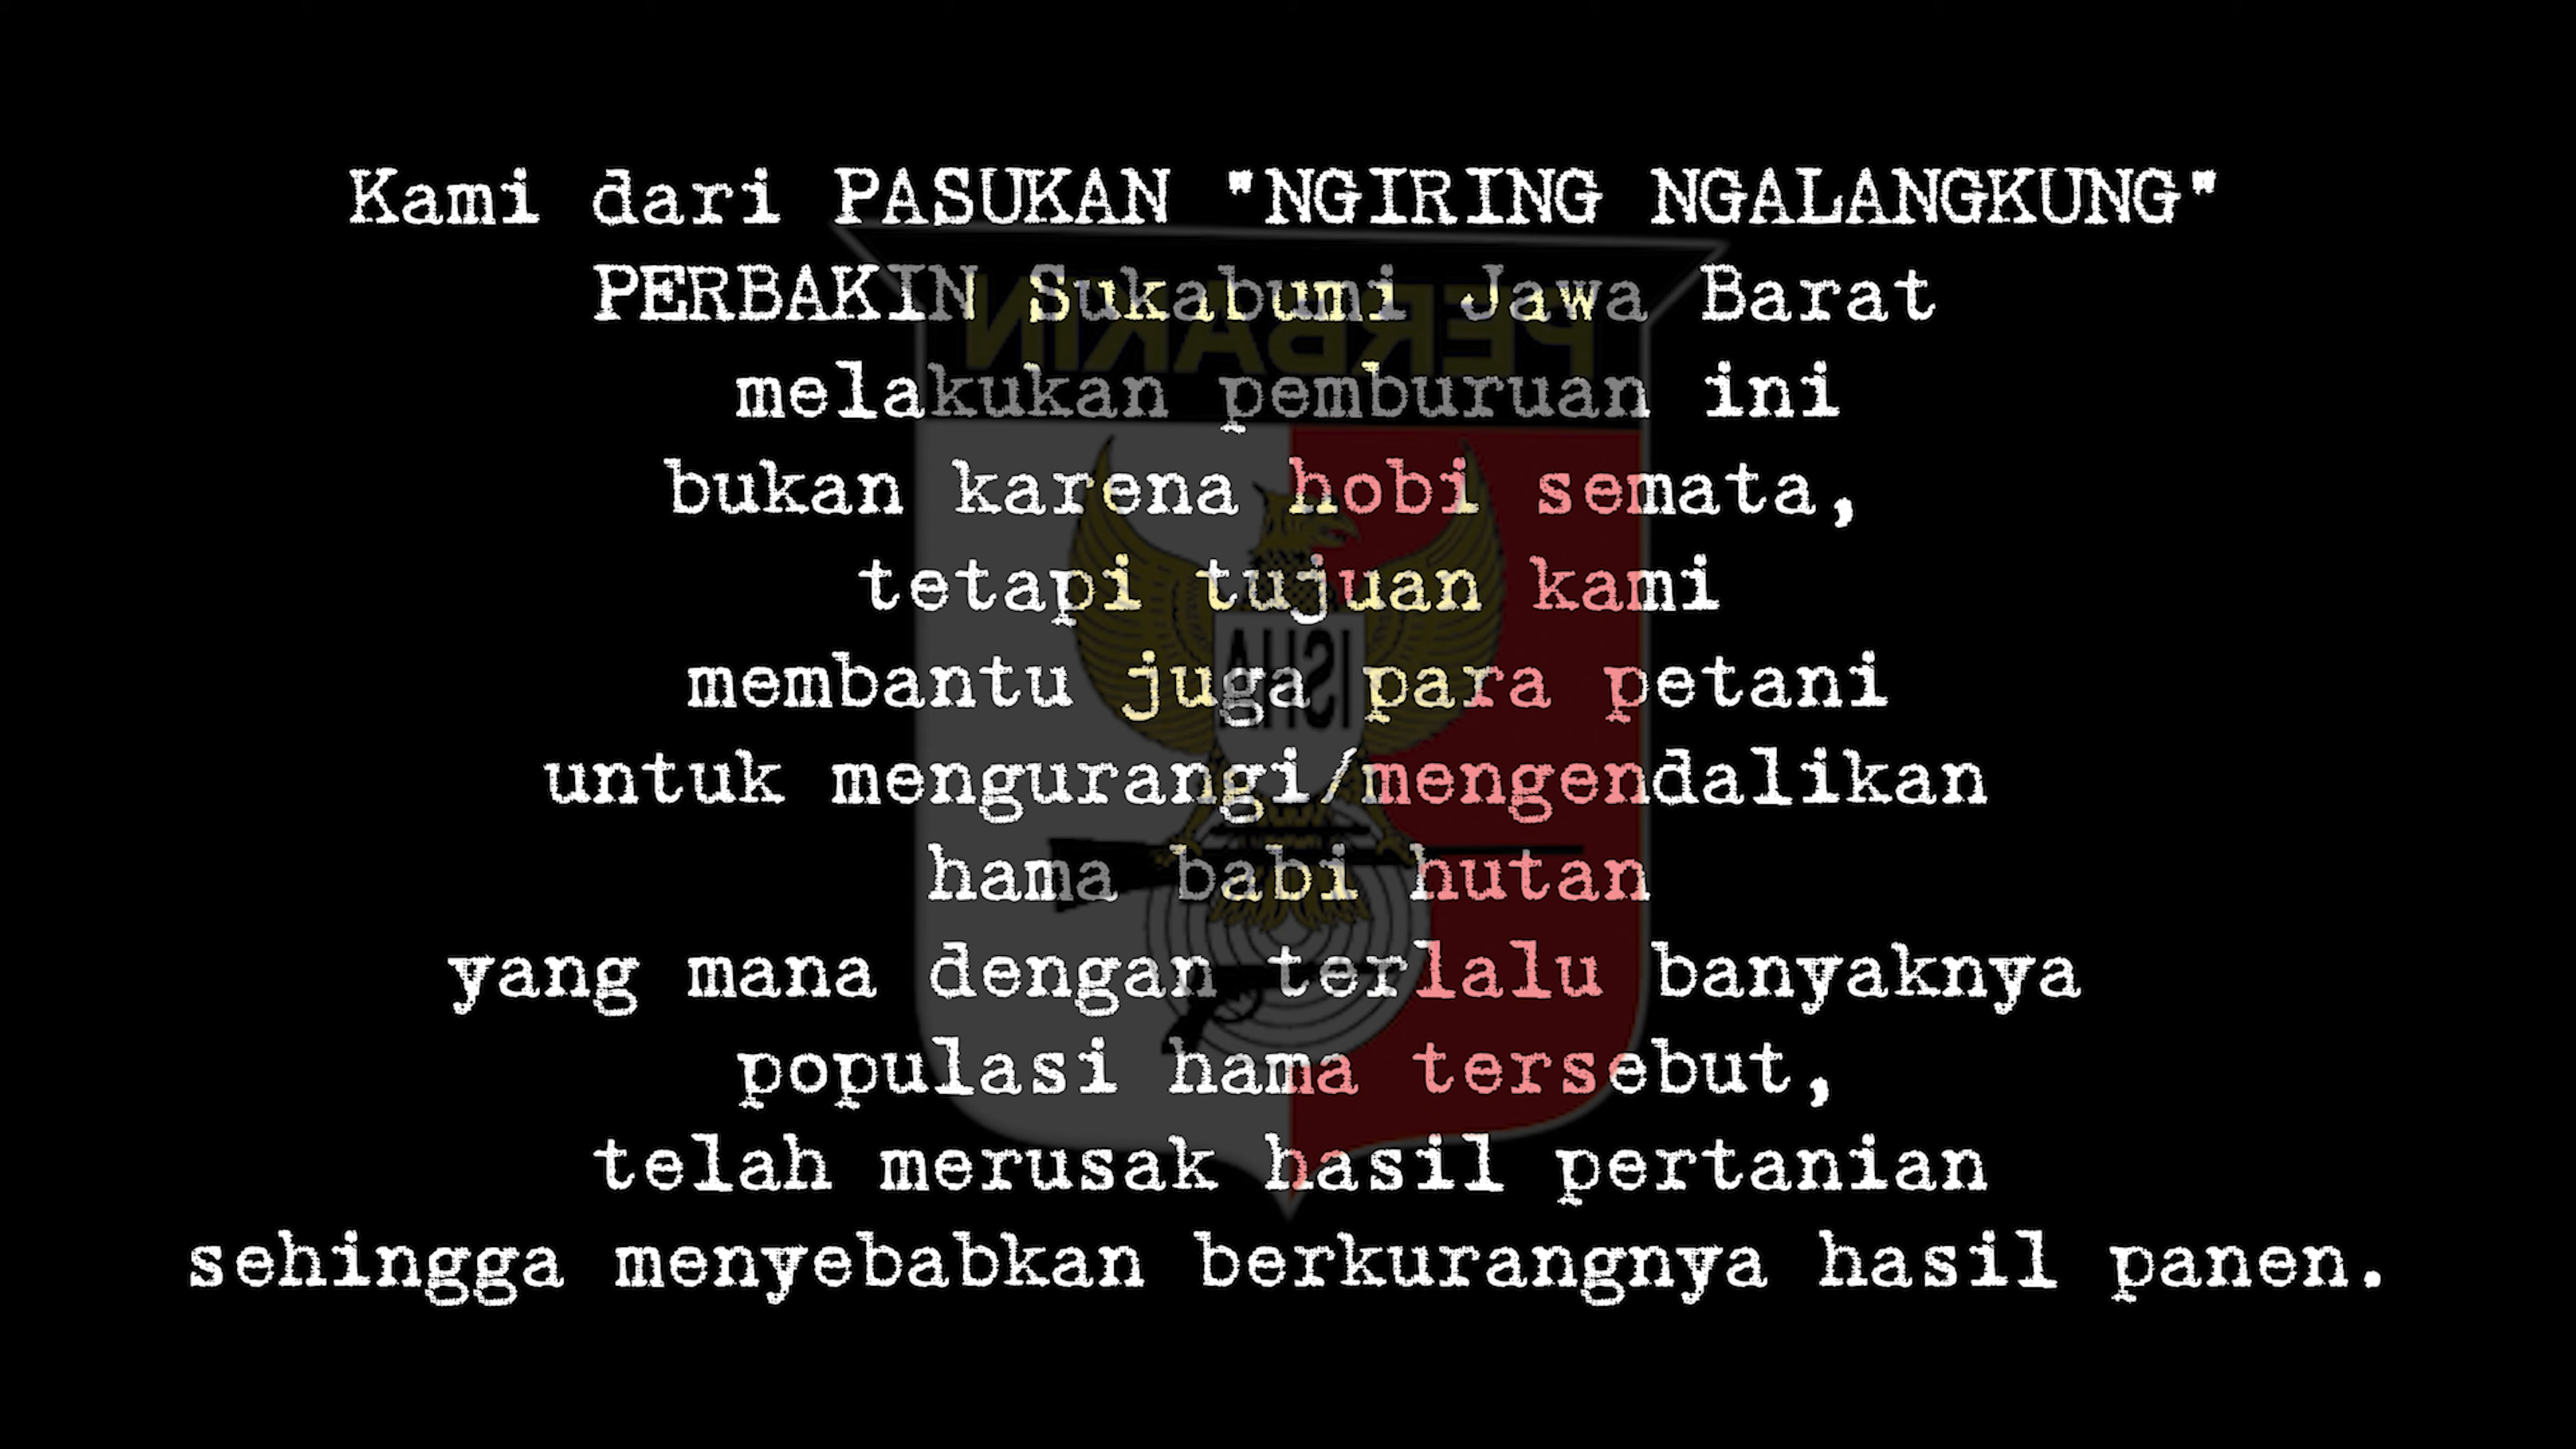 Kami dari PASUKAN "NGIRING NGALANGKUNG"
PERBAKIN Sukabumi Jawa Barat
melakukan pemburuan ini
bukan karena hobi semata,
tetapi tujuan kami
membantu juga para petani
untuk mengurangi/mengendalikan
hama babi hutan
yang mana dengan terlalu banyaknya
populasi hama tersebut,
telah merusak hasil pertanian
sehingga menyebabkan berkurangnya hasil panen.
PERBAKIN
ISHA